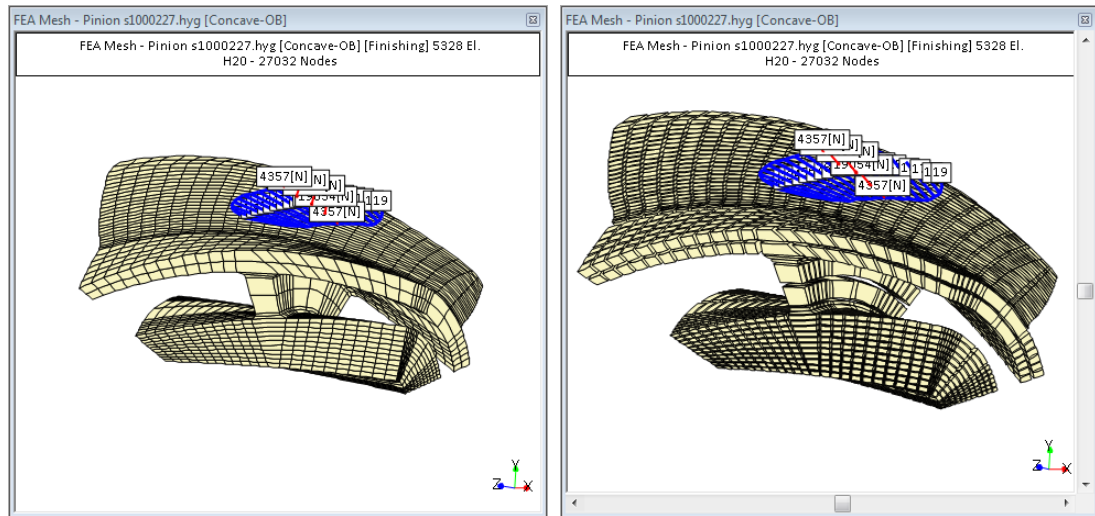 FEA Mesh - Pinion s1000227.hyg [Concave-OB]
FEA Mesh - Pinion s1000227.hyg [Concave-OB] [Finishing] 5328 El.
H20 - 27032 Nodes
4357[N]
N]
4357[N]
119
Y
Z
X
FEA Mesh - Pinion s1000227.hyg [Concave-OB]
FEA Mesh - Pinion s1000227.hyg [Concave-OB] [Finishing] 5328 El.
H20 - 27032 Nodes
4357[N]
N]
4357[N]
119
Y
Z
X